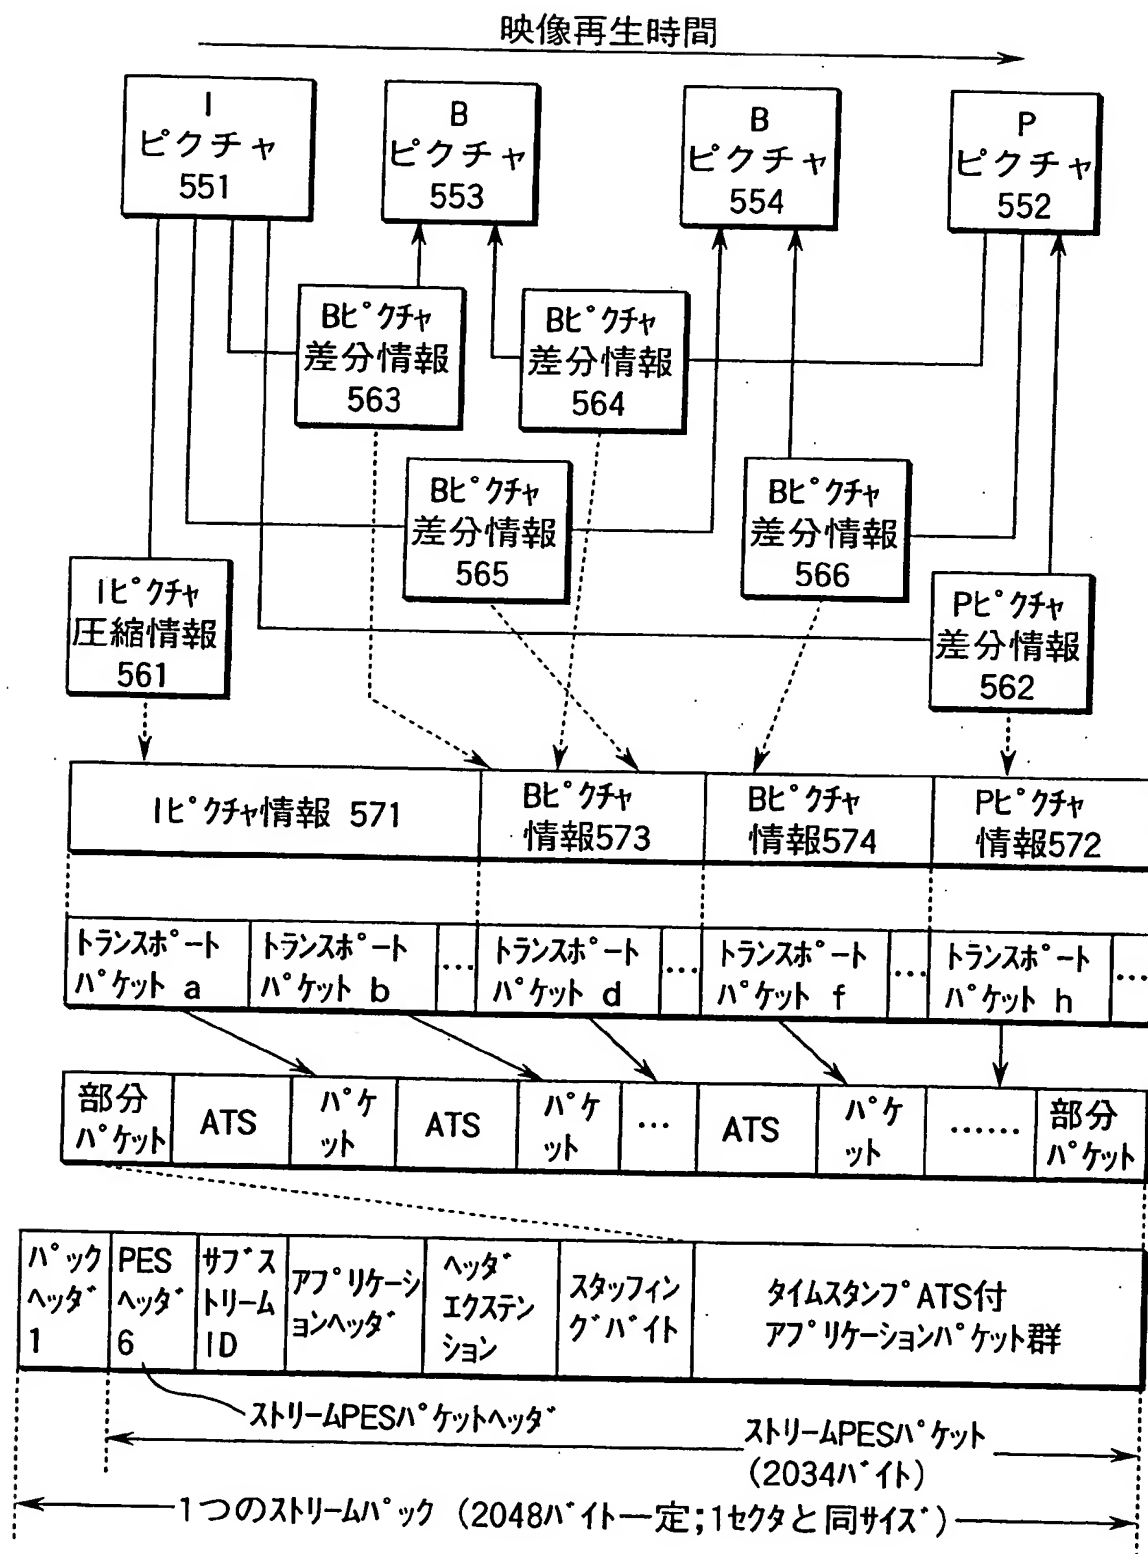 映像再生時間
I
ピクチャ
551
B
ピクチャ
553
B
ピクチャ
554
P
ピクチャ
552
Bピクチャ
差分情報
563
Bピクチャ
差分情報
564
Bピクチャ
差分情報
565
Bピクチャ
差分情報
566
Iピクチャ
圧縮情報
561
Pピクチャ
差分情報
562
Iピクチャ情報 571
Bピクチャ
情報573
Bピクチャ
情報574
Pピクチャ
情報572
トランスポート
パケット a
トランスポート
パケット b
…
トランスポート
パケット d
…
トランスポート
パケット f
…
トランスポート
パケット h
…
部分
パケット
ATS
パケ
ット
ATS
パケ
ット
…
ATS
パケ
ット
……
部分
パケット
パック
ヘッダ
1
PES
ヘッダ
6
サブス
トリーム
ID
アプリケーシ
ョンヘッダ
ヘッダ
エクステン
ション
スタッフィン
グバイト
タイムスタンプATS付
アプリケーションパケット群
ストリームPESパケットヘッダ
ストリームPESパケット
(2034バイト)
1つのストリームパック (2048バイト一定;1セクタと同サイズ)